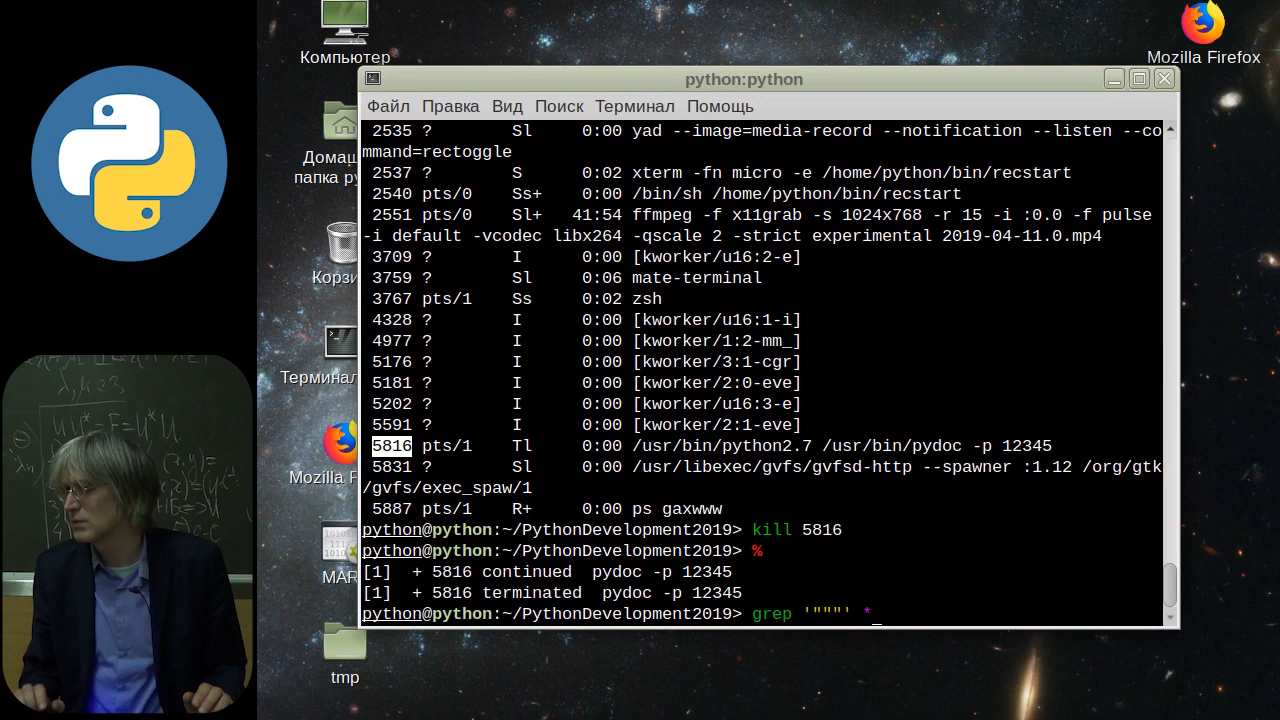 Компьютер
Mozilla Firefox
python:python
Файл Правка Вид Поиск Терминал Помощь
2535 ? Sl 0:00 yad --image=media-record --notification --listen --co
mmand=rectoggle
2537 ? S 0:02 xterm -fn micro -e /home/python/bin/recstart
2540 pts/0 Ss+ 0:00 /bin/sh /home/python/bin/recstart
2551 pts/0 Sl+ 41:54 ffmpeg -f x11grab -s 1024x768 -r 15 -i :0.0 -f pulse
-i default -vcodec libx264 -qscale 2 -strict experimental 2019-04-11.0.mp4
3709 ? I 0:00 [kworker/u16:2-e]
3759 ? Sl 0:06 mate-terminal
3767 pts/1 Ss 0:02 zsh
4328 ? I 0:00 [kworker/u16:1-i]
4977 ? I 0:00 [kworker/1:2-mm_]
5176 ? I 0:00 [kworker/3:1-cgr]
5181 ? I 0:00 [kworker/2:0-eve]
5202 ? I 0:00 [kworker/u16:3-e]
5591 ? I 0:00 [kworker/2:1-eve]
5816 pts/1 Tl 0:00 /usr/bin/python2.7 /usr/bin/pydoc -p 12345
5831 ? Sl 0:00 /usr/libexec/gvfs/gvfsd-http --spawner :1.12 /org/gtk
/gvfs/exec_spaw/1
5887 pts/1 R+ 0:00 ps gaxwww
python@python:~/PythonDevelopment2019> kill 5816
python@python:~/PythonDevelopment2019> %
[1] + 5816 continued pydoc -p 12345
[1] + 5816 terminated pydoc -p 12345
python@python:~/PythonDevelopment2019> grep '"""' *_
Домаш
папка ру
Корзи
Терминал
Mozilla F
MAR
tmp